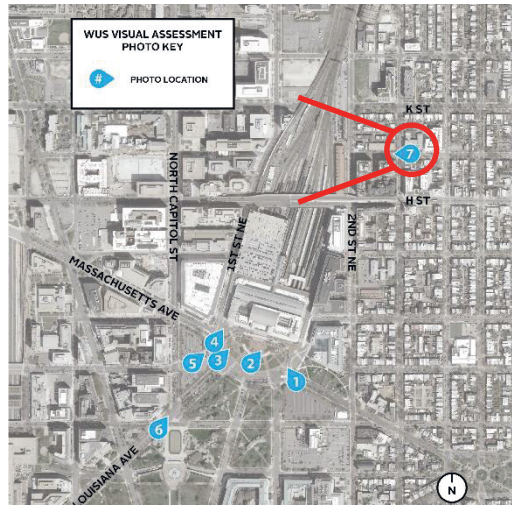 WUS VISUAL ASSESSMENT
PHOTO KEY
# PHOTO LOCATION
K ST
7
NORTH CAPITOL ST
H ST
1ST ST NE
2ND ST NE
MASSACHUSETTS AVE
4
5
3
2
1
6
LOUISIANA AVE
N